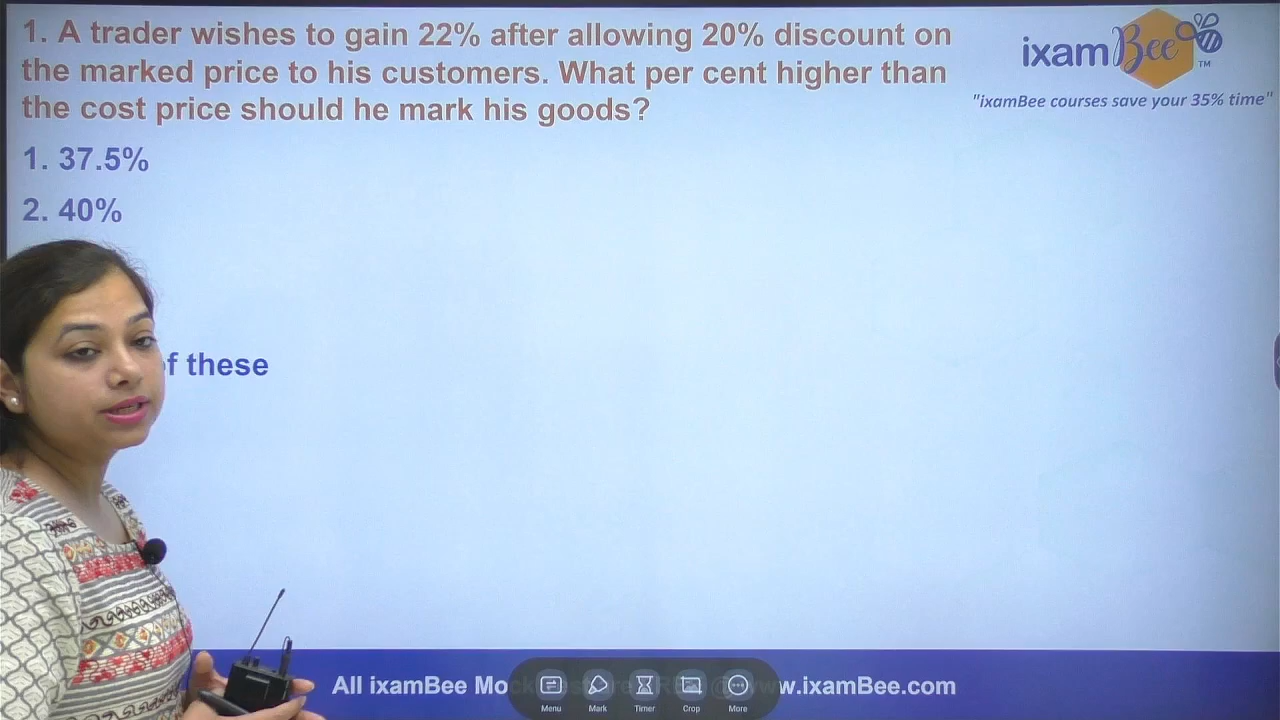 1. A trader wishes to gain 22% after allowing 20% discount on
the marked price to his customers. What per cent higher than
the cost price should he mark his goods?
ixamBee TM
"ixamBee courses save your 35% time"
1. 37.5%
2. 40%
of these
All ixamBee w.ixamBee.com
Menu Mark Timer Crop More